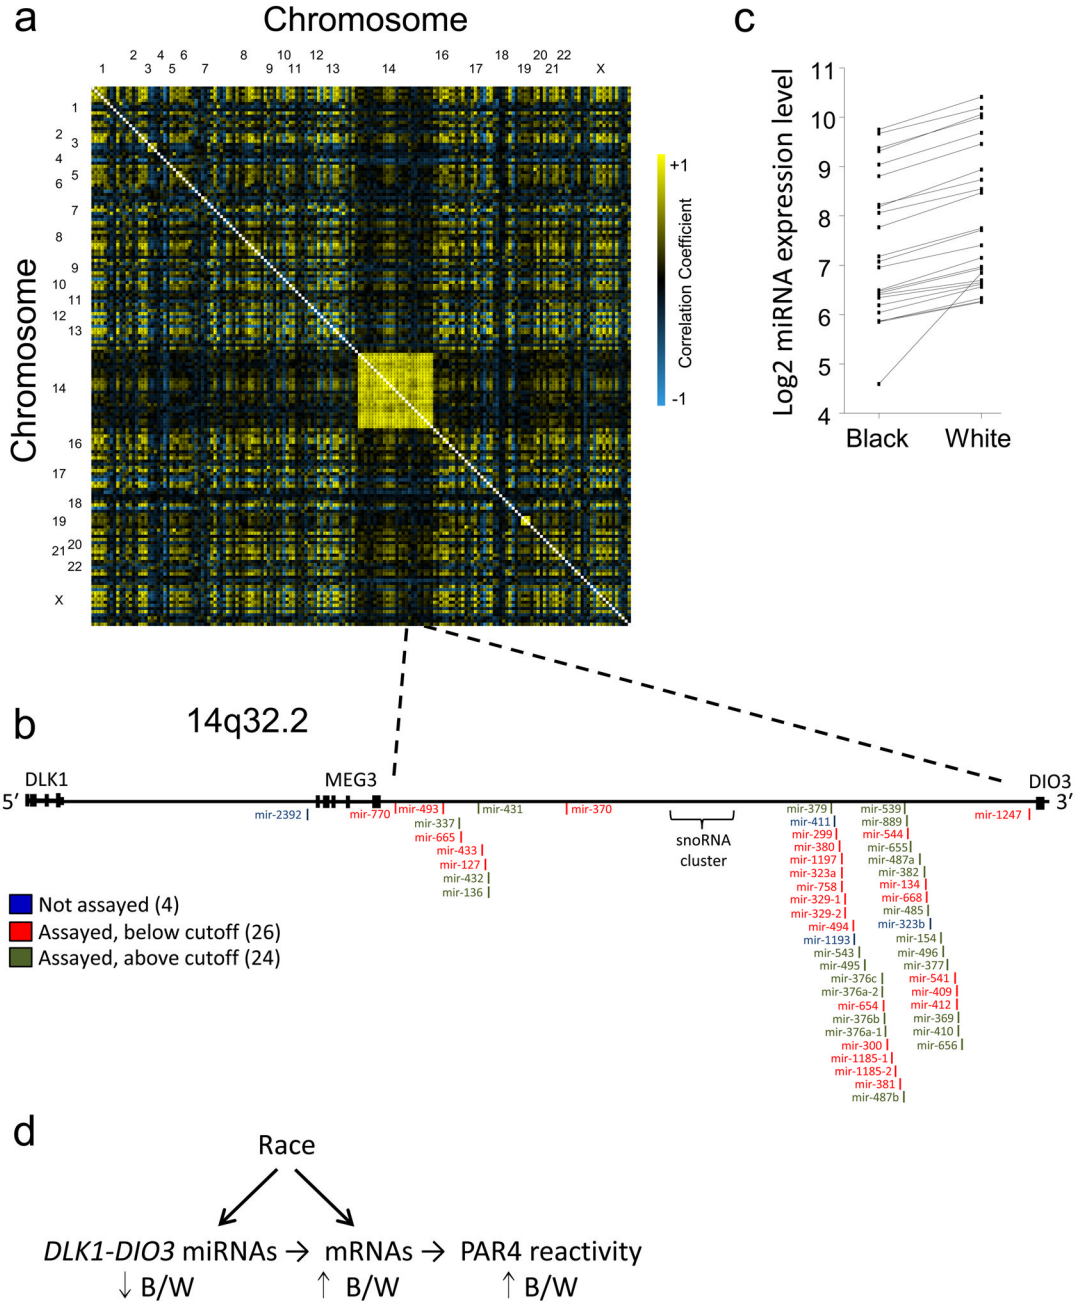 a
Chromosome
2 4 6 8 10 12 16 18 20 22
1 3 5 7 9 11 13 14 17 19 21 X
Chromosome
1
2
3
4
5
6
7
8
9
10
11
12
13
14
16
17
18
19
20
21
22
X
+1
Correlation Coefficient
-1
c
Log2 miRNA expression level
11
10
9
8
7
6
5
4
Black White
b
14q32.2
DLK1
MEG3
DIO3
5′
3′
mir-2392
mir-770
mir-493
mir-337
mir-665
mir-433
mir-127
mir-432
mir-136
mir-431
mir-370
snoRNA
cluster
mir-379
mir-411
mir-299
mir-380
mir-1197
mir-323a
mir-758
mir-329-1
mir-329-2
mir-494
mir-1193
mir-543
mir-495
mir-376c
mir-376a-2
mir-654
mir-376b
mir-376a-1
mir-300
mir-1185-1
mir-1185-2
mir-381
mir-487b
mir-539
mir-889
mir-544
mir-655
mir-487a
mir-382
mir-134
mir-668
mir-485
mir-323b
mir-154
mir-496
mir-377
mir-541
mir-409
mir-412
mir-369
mir-410
mir-656
mir-1247
Not assayed (4)
Assayed, below cutoff (26)
Assayed, above cutoff (24)
d
Race
DLK1-DIO3 miRNAs → mRNAs → PAR4 reactivity
↓ B/W ↑ B/W ↑ B/W